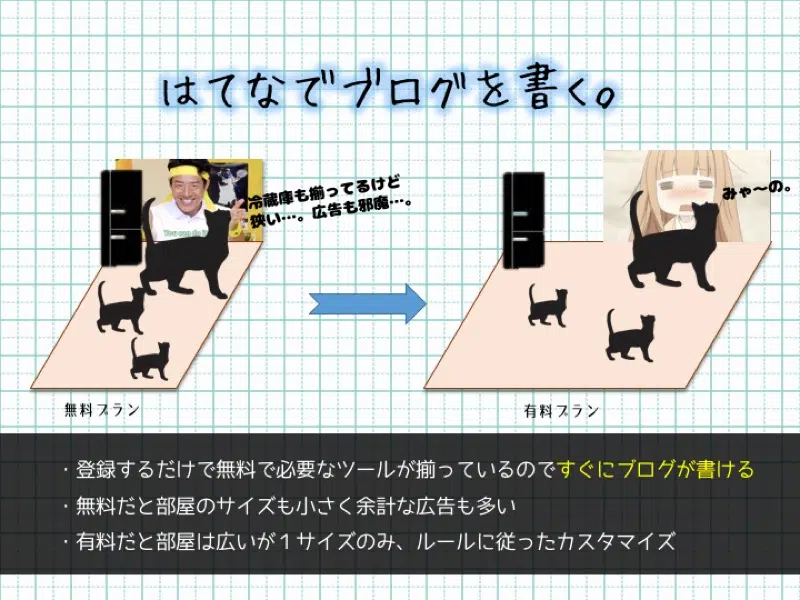 はてなでブログを書く。
冷蔵庫も揃ってるけど
狭い…。広告も邪魔…。
You can do it
みゃ～の。
無料プラン
有料プラン
・登録するだけで無料で必要なツールが揃っているのですぐにブログが書ける
・無料だと部屋のサイズも小さく余計な広告も多い
・有料だと部屋は広いが１サイズのみ、ルールに従ったカスタマイズ